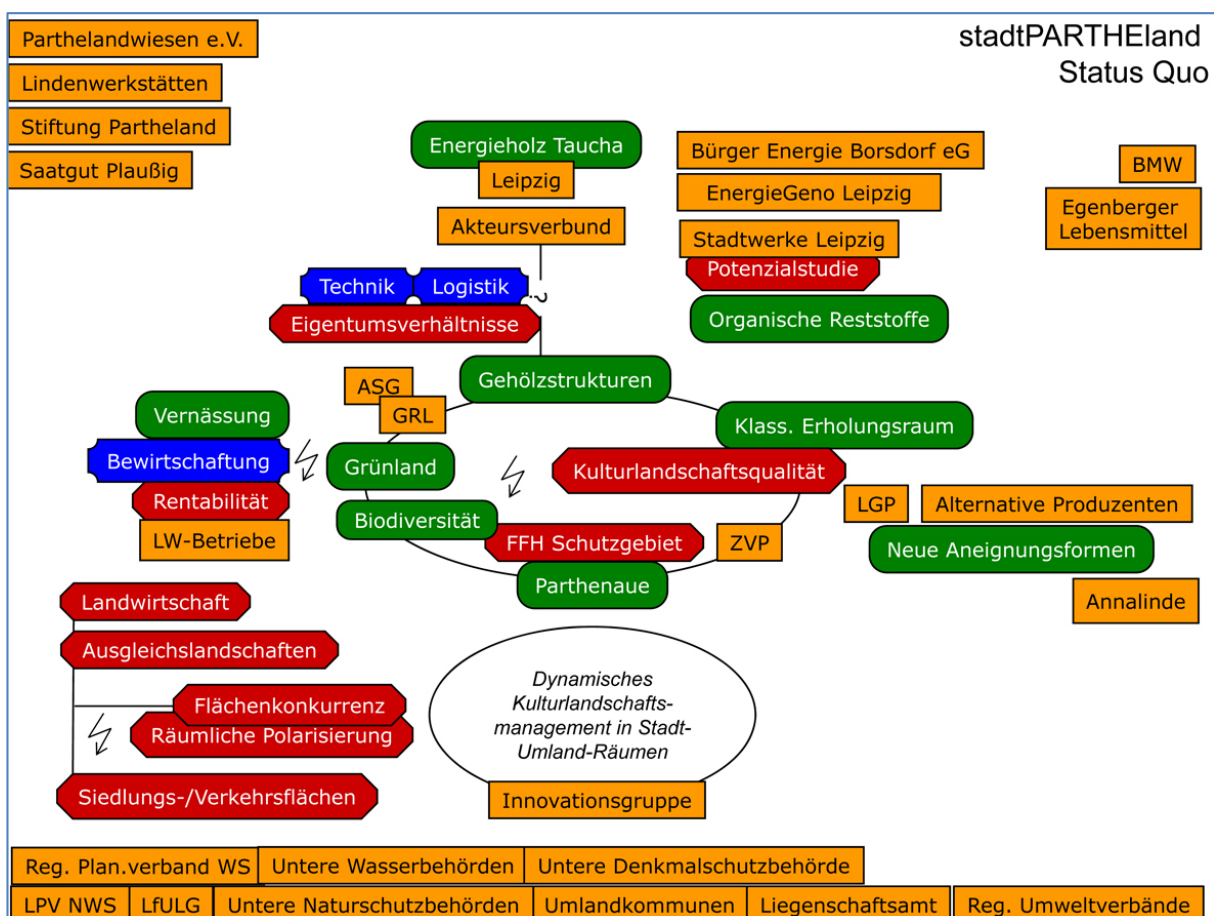 stadtPARTHEland
Status Quo
Parthelandwiesen e.V.
Lindenwerkstätten
Stiftung Partheland
Saatgut Plaußig
Energieholz Taucha
Leipzig
Akteursverbund
Bürger Energie Borsdorf eG
EnergieGeno Leipzig
Stadtwerke Leipzig
Potenzialstudie
Organische Reststoffe
BMW
Egenberger
Lebensmittel
Technik
Logistik
?
Eigentumsverhältnisse
Gehölzstrukturen
ASG
GRL
Vernässung
Bewirtschaftung
Rentabilität
LW-Betriebe
Grünland
Biodiversität
Klass. Erholungsraum
Kulturlandschaftsqualität
FFH Schutzgebiet
ZVP
Parthenaue
LGP
Alternative Produzenten
Neue Aneignungsformen
Annalinde
Landwirtschaft
Ausgleichslandschaften
Flächenkonkurrenz
Räumliche Polarisierung
Siedlungs-/Verkehrsflächen
Dynamisches
Kulturlandschafts-
management in Stadt-
Umland-Räumen
Innovationsgruppe
Reg. Plan.verband WS
Untere Wasserbehörden
Untere Denkmalschutzbehörde
LPV NWS
LfULG
Untere Naturschutzbehörden
Umlandkommunen
Liegenschaftsamt
Reg. Umweltverbände